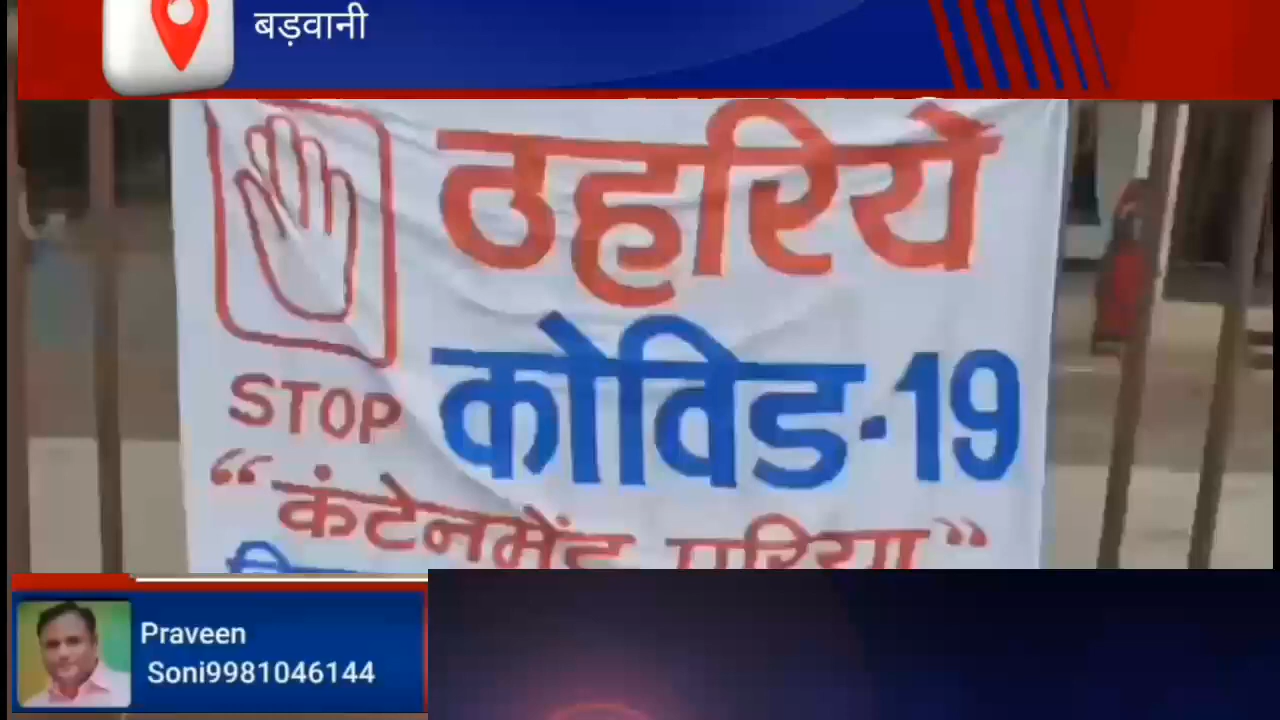 बड़वानी
ठहरिये
STOP कोविड-19
“कंटेनमेंट एरिया”
Praveen
Soni9981046144